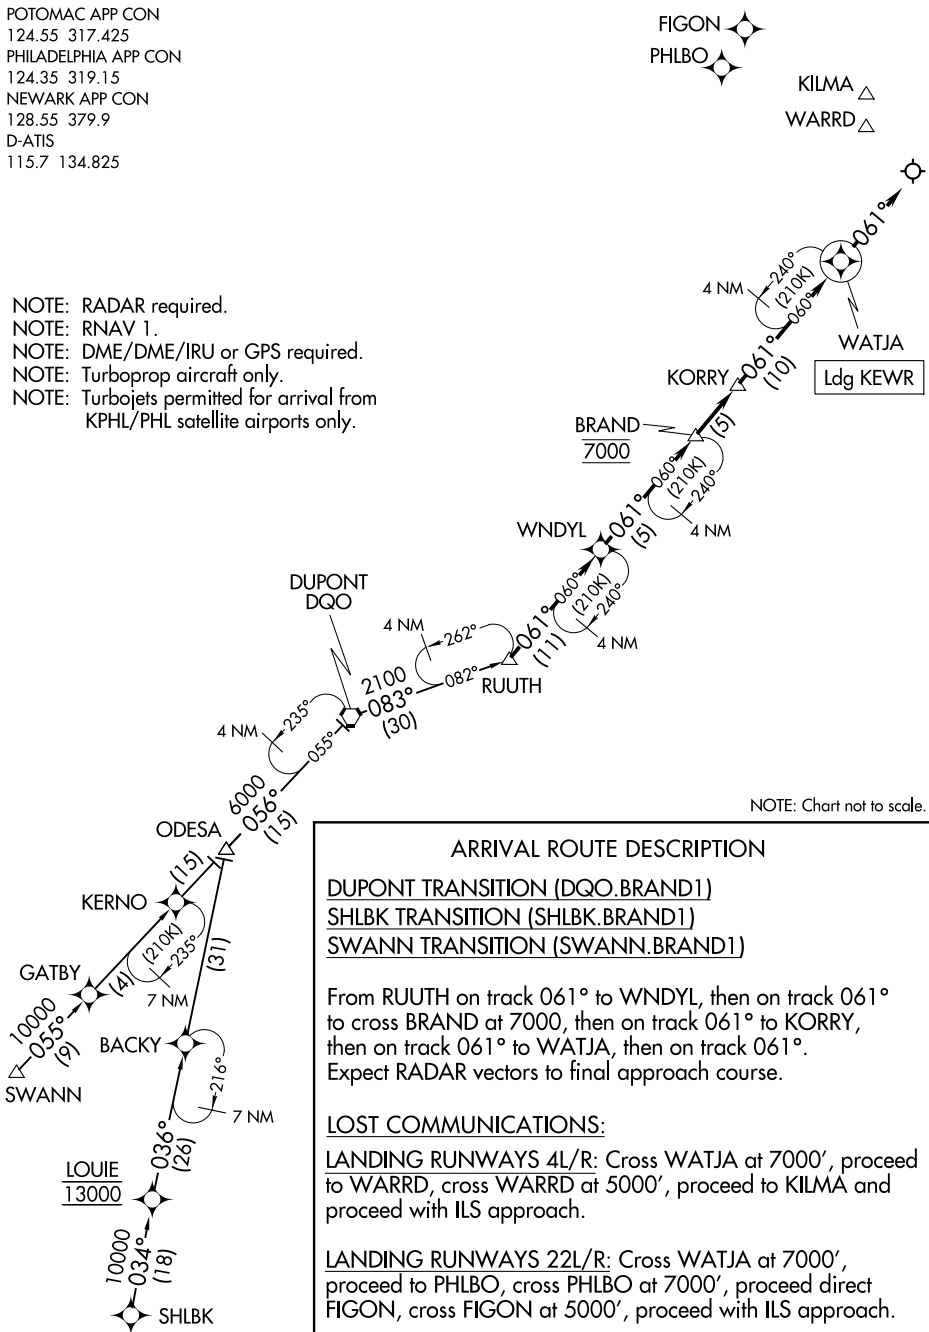 POTOMAC APP CON
124.55 317.425
PHILADELPHIA APP CON
124.35 319.15
NEWARK APP CON
128.55 379.9
D-ATIS
115.7 134.825
FIGON
PHLBO
KILMA
WARRD
NOTE: RADAR required.
NOTE: RNAV 1.
NOTE: DME/DME/IRU or GPS required.
NOTE: Turboprop aircraft only.
NOTE: Turbojets permitted for arrival from
KPHL/PHL satellite airports only.
061°
240°
(210K)
060°
4 NM
WATJA
Ldg KEWR
KORRY
061°
(10)
BRAND
7000
(5)
060°
(210K)
240°
4 NM
WNDYL
061°
(5)
060°
(210K)
240°
4 NM
DUPONT
DQO
4 NM
262°
061°
(11)
RUUTH
2100
083°
(30)
082°
4 NM
235°
055°
6000
056°
(15)
ODESA
(15)
KERNO
(210K)
235°
7 NM
(31)
GATBY
(4)
10000
055°
(9)
SWANN
BACKY
216°
7 NM
036°
(26)
LOUIE
13000
10000
034°
(18)
SHLBK
NOTE: Chart not to scale.
ARRIVAL ROUTE DESCRIPTION
DUPONT TRANSITION (DQO.BRAND1)
SHLBK TRANSITION (SHLBK.BRAND1)
SWANN TRANSITION (SWANN.BRAND1)
From RUUTH on track 061° to WNDYL, then on track 061°
to cross BRAND at 7000, then on track 061° to KORRY,
then on track 061° to WATJA, then on track 061°.
Expect RADAR vectors to final approach course.
LOST COMMUNICATIONS:
LANDING RUNWAYS 4L/R: Cross WATJA at 7000′, proceed
to WARRD, cross WARRD at 5000′, proceed to KILMA and
proceed with ILS approach.
LANDING RUNWAYS 22L/R: Cross WATJA at 7000′,
proceed to PHLBO, cross PHLBO at 7000′, proceed direct
FIGON, cross FIGON at 5000′, proceed with ILS approach.